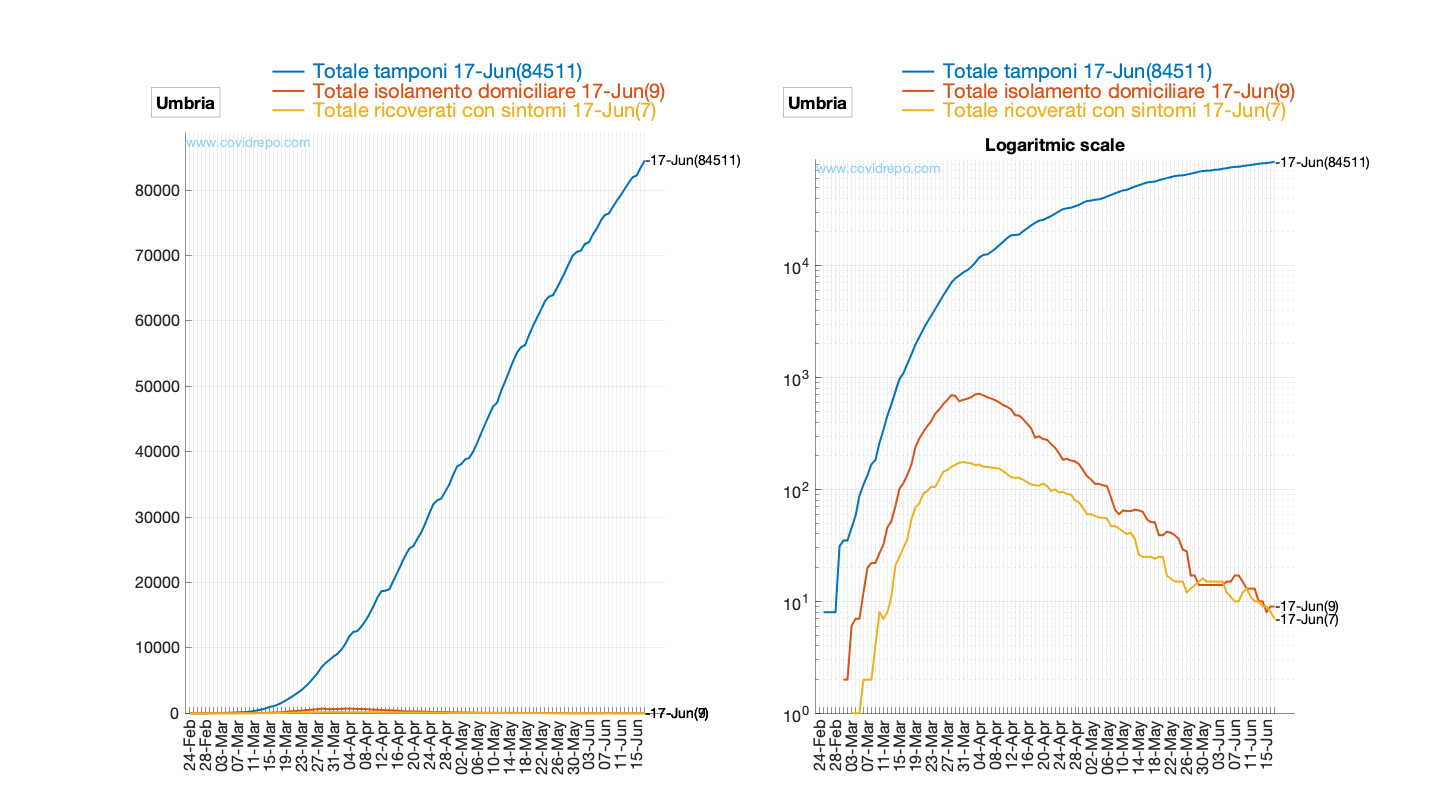 Totale tamponi 17-Jun(84511)
Totale isolamento domiciliare 17-Jun(9)
Totale ricoverati con sintomi 17-Jun(7)
Umbria
www.covidrepo.com
-17-Jun(84511)
80000
70000
60000
50000
40000
30000
20000
10000
0
-17-Jun(9)
-17-Jun(7)
24-Feb
28-Feb
03-Mar
07-Mar
11-Mar
15-Mar
19-Mar
23-Mar
27-Mar
31-Mar
04-Apr
08-Apr
12-Apr
16-Apr
20-Apr
24-Apr
28-Apr
02-May
06-May
10-May
14-May
18-May
22-May
26-May
30-May
03-Jun
07-Jun
11-Jun
15-Jun
Totale tamponi 17-Jun(84511)
Totale isolamento domiciliare 17-Jun(9)
Totale ricoverati con sintomi 17-Jun(7)
Umbria
Logaritmic scale
www.covidrepo.com
-17-Jun(84511)
10^4
10^3
10^2
10^1
10^0
-17-Jun(9)
-17-Jun(7)
24-Feb
28-Feb
03-Mar
07-Mar
11-Mar
15-Mar
19-Mar
23-Mar
27-Mar
31-Mar
04-Apr
08-Apr
12-Apr
16-Apr
20-Apr
24-Apr
28-Apr
02-May
06-May
10-May
14-May
18-May
22-May
26-May
30-May
03-Jun
07-Jun
11-Jun
15-Jun